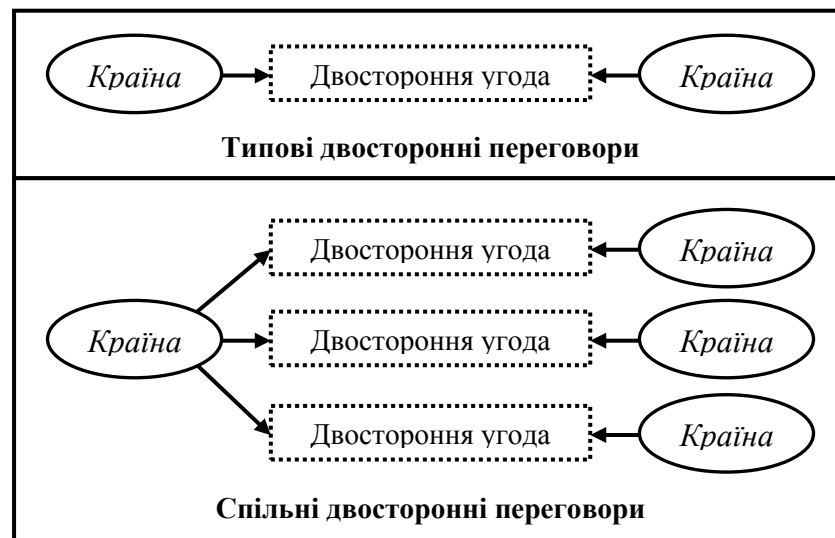 Країна Двостороння угода Країна
Типові двосторонні переговори
Двостороння угода Країна
Країна Двостороння угода Країна
Двостороння угода Країна
Спільні двосторонні переговори